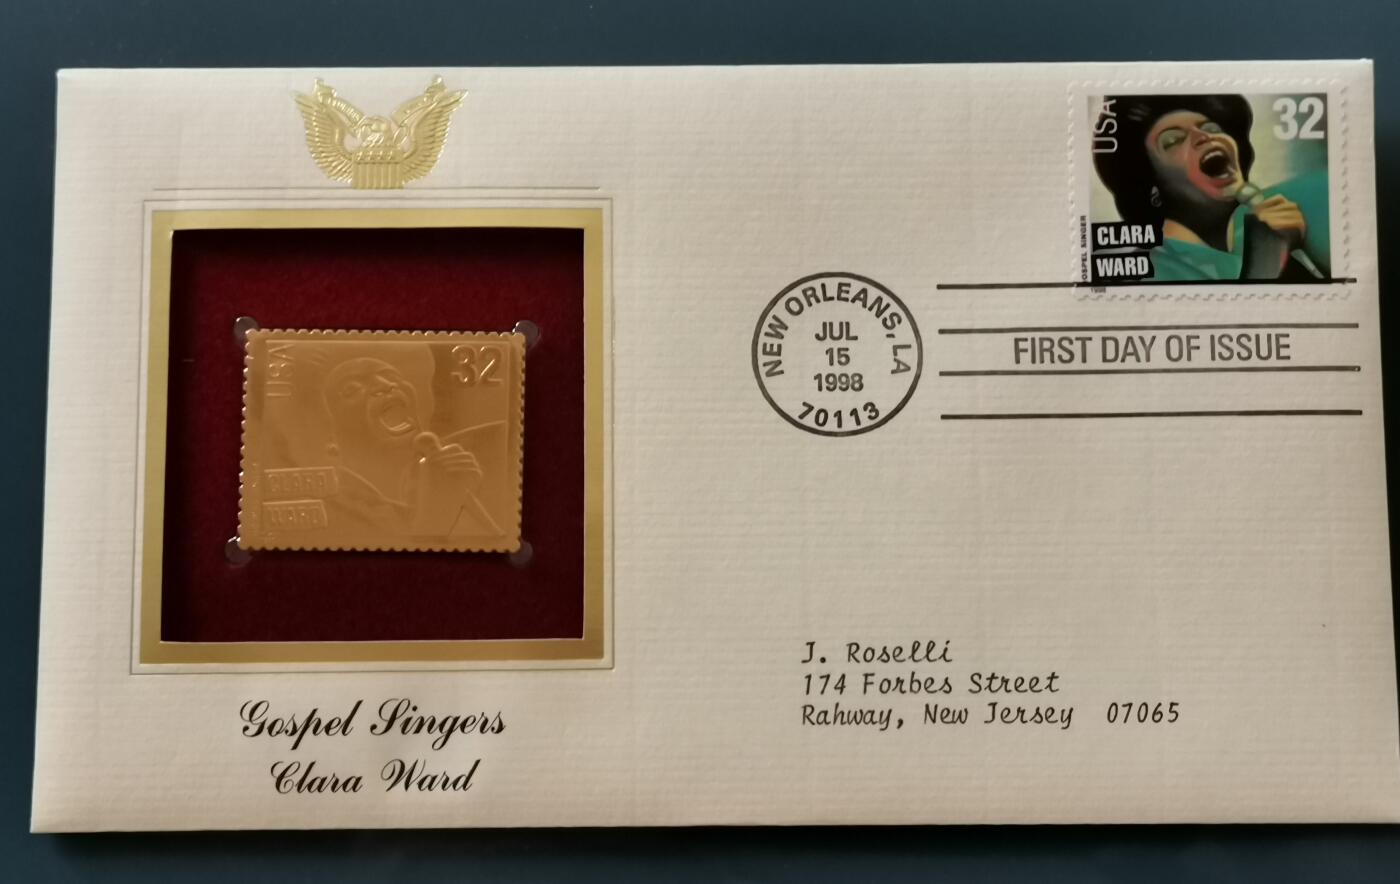 USA
32
GOSPEL SINGER
CLARA
WARD
1998
NEW ORLEANS, LA
JUL
15
1998
70113
FIRST DAY OF ISSUE
USA
32
CLARA
WARD
J. Roselli
174 Forbes Street
Rahway, New Jersey 07065
Gospel Singers
Clara Ward